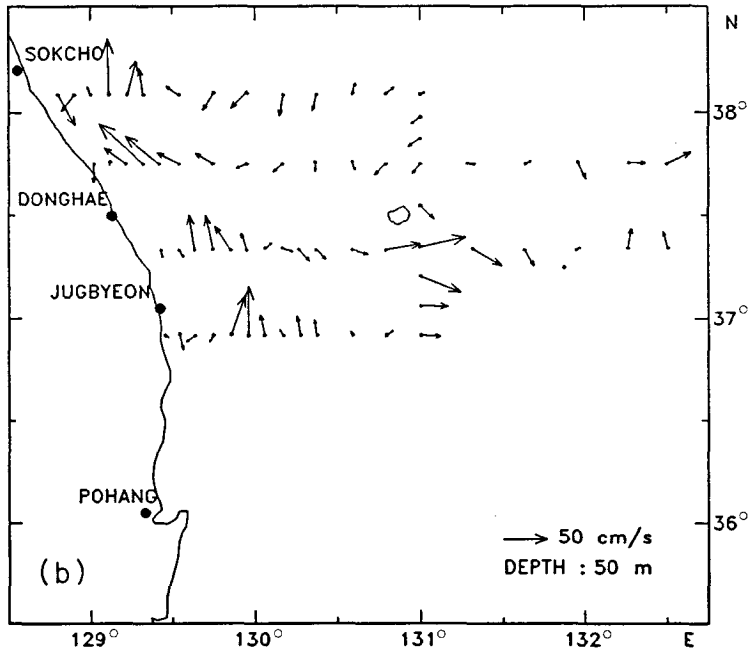 N
SOKCHO
38°
DONGHAE
JUGBYEON
37°
POHANG
36°
50 cm/s
(b)
DEPTH : 50 m
129°
130°
131°
132°
E